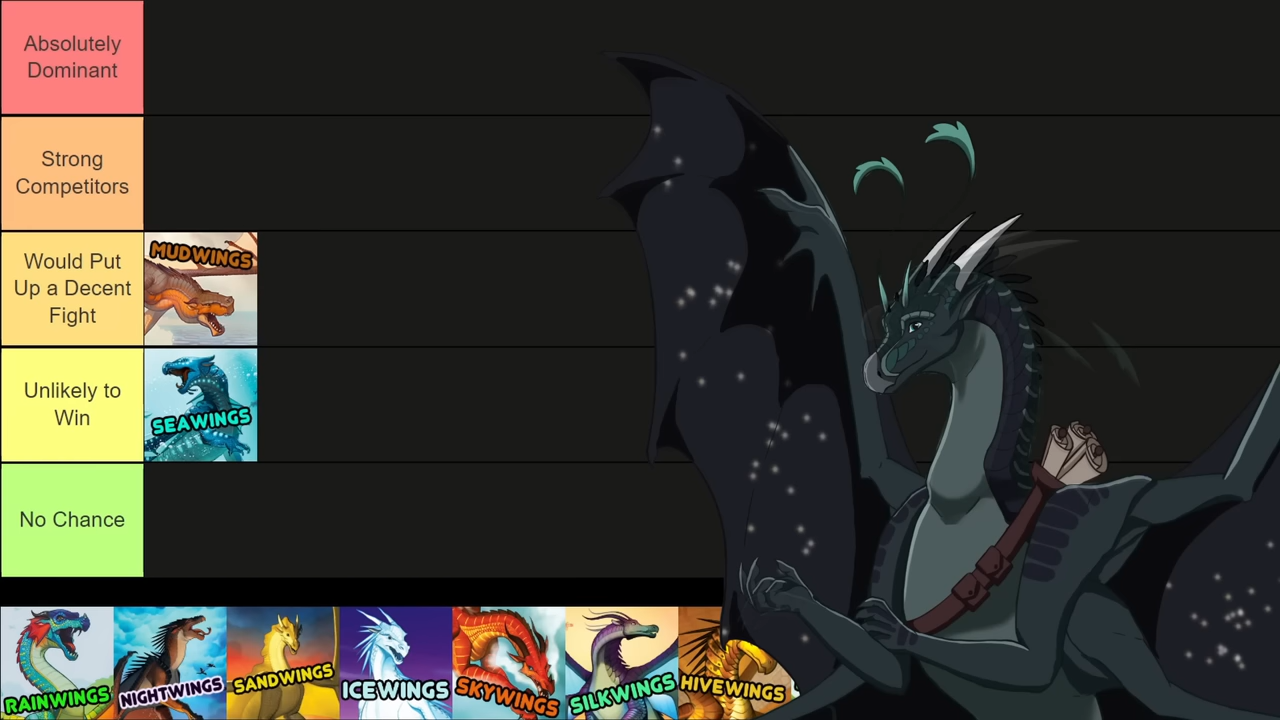 Absolutely
Dominant
Strong
Competitors
Would Put
Up a Decent
Fight
MUDWINGS
Unlikely to
Win
SEAWINGS
No Chance
RAINWINGS
NIGHTWINGS
SANDWINGS
ICEWINGS
SKYWINGS
SILKWINGS
HIVEWINGS